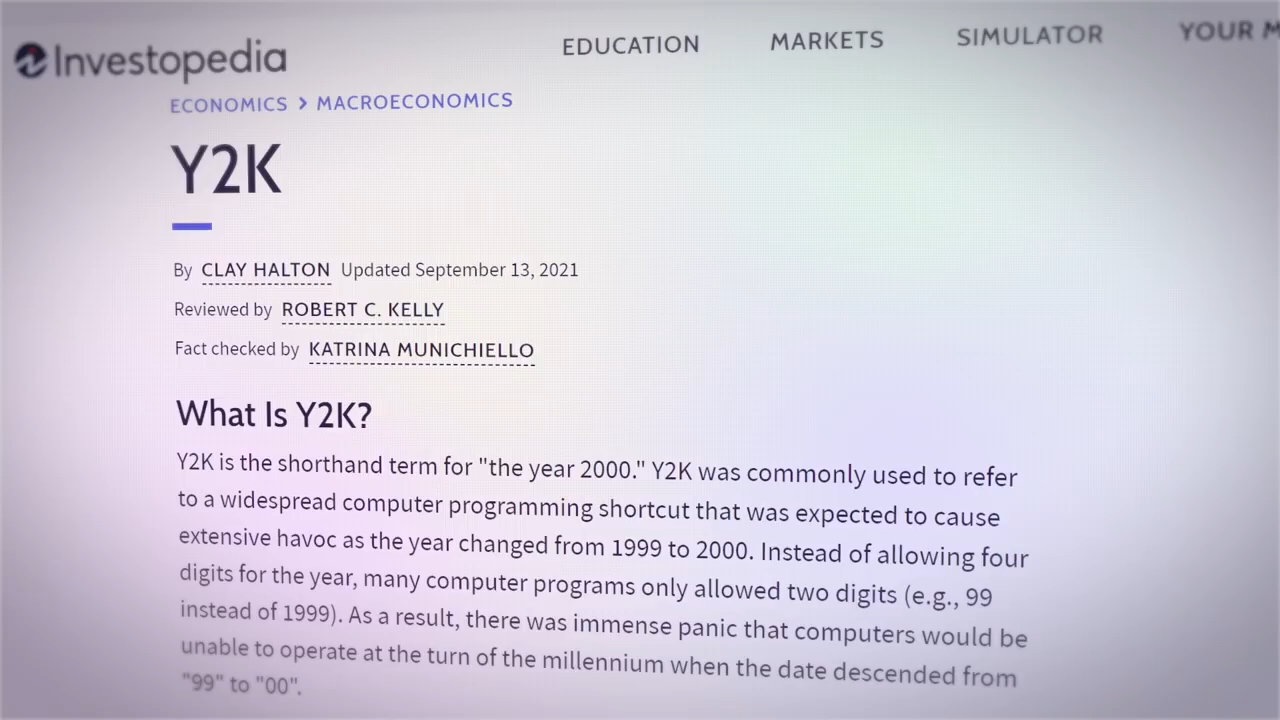 Investopedia
EDUCATION MARKETS SIMULATOR YOUR
ECONOMICS > MACROECONOMICS
Y2K
By CLAY HALTON Updated September 13, 2021
Reviewed by ROBERT C. KELLY
Fact checked by KATRINA MUNICHIELLO
What Is Y2K?
Y2K is the shorthand term for "the year 2000." Y2K was commonly used to refer
to a widespread computer programming shortcut that was expected to cause
extensive havoc as the year changed from 1999 to 2000. Instead of allowing four
digits for the year, many computer programs only allowed two digits (e.g., 99
instead of 1999). As a result, there was immense panic that computers would be
unable to operate at the turn of the millennium when the date descended from
"99" to "00".